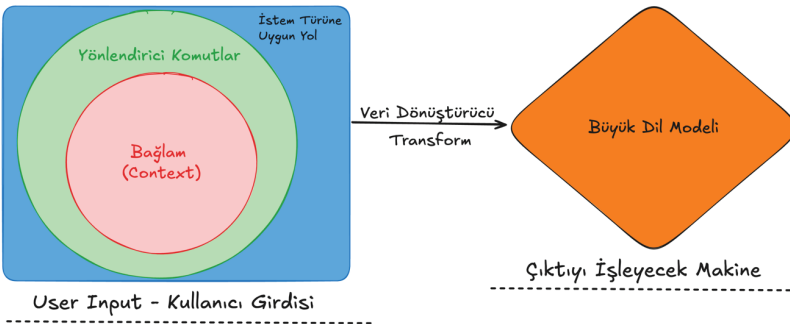 İstem Türüne
Uygun Yol
Yönlendirici Komutlar
Bağlam
(Context)
Veri Dönüştürücü
Transform
Büyük Dil Modeli
Çıktıyı İşleyecek Makine
User Input - Kullanıcı Girdisi